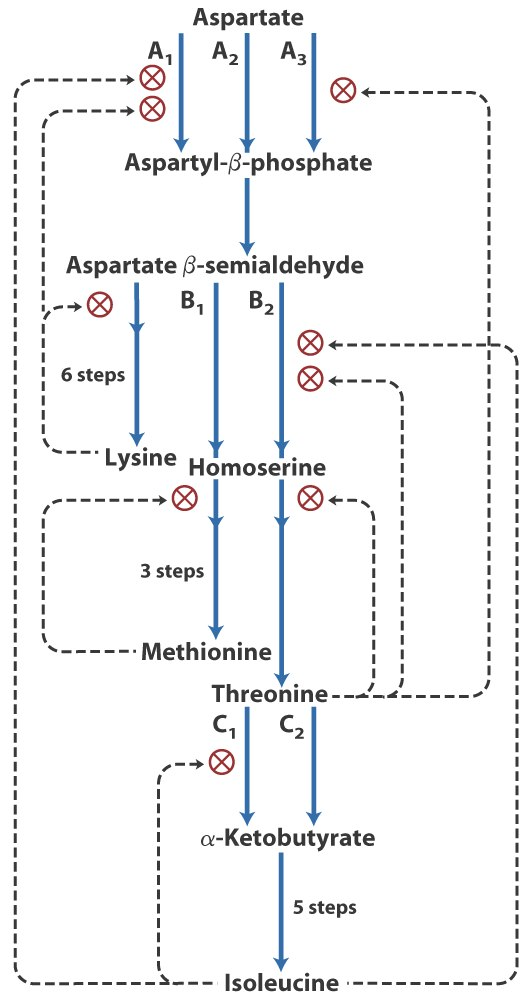 Aspartate
A₁ A₂ A₃
Aspartyl-β-phosphate
Aspartate β-semialdehyde
B₁ B₂
6 steps
Lysine
Homoserine
3 steps
Methionine
Threonine
C₁ C₂
α-Ketobutyrate
5 steps
Isoleucine